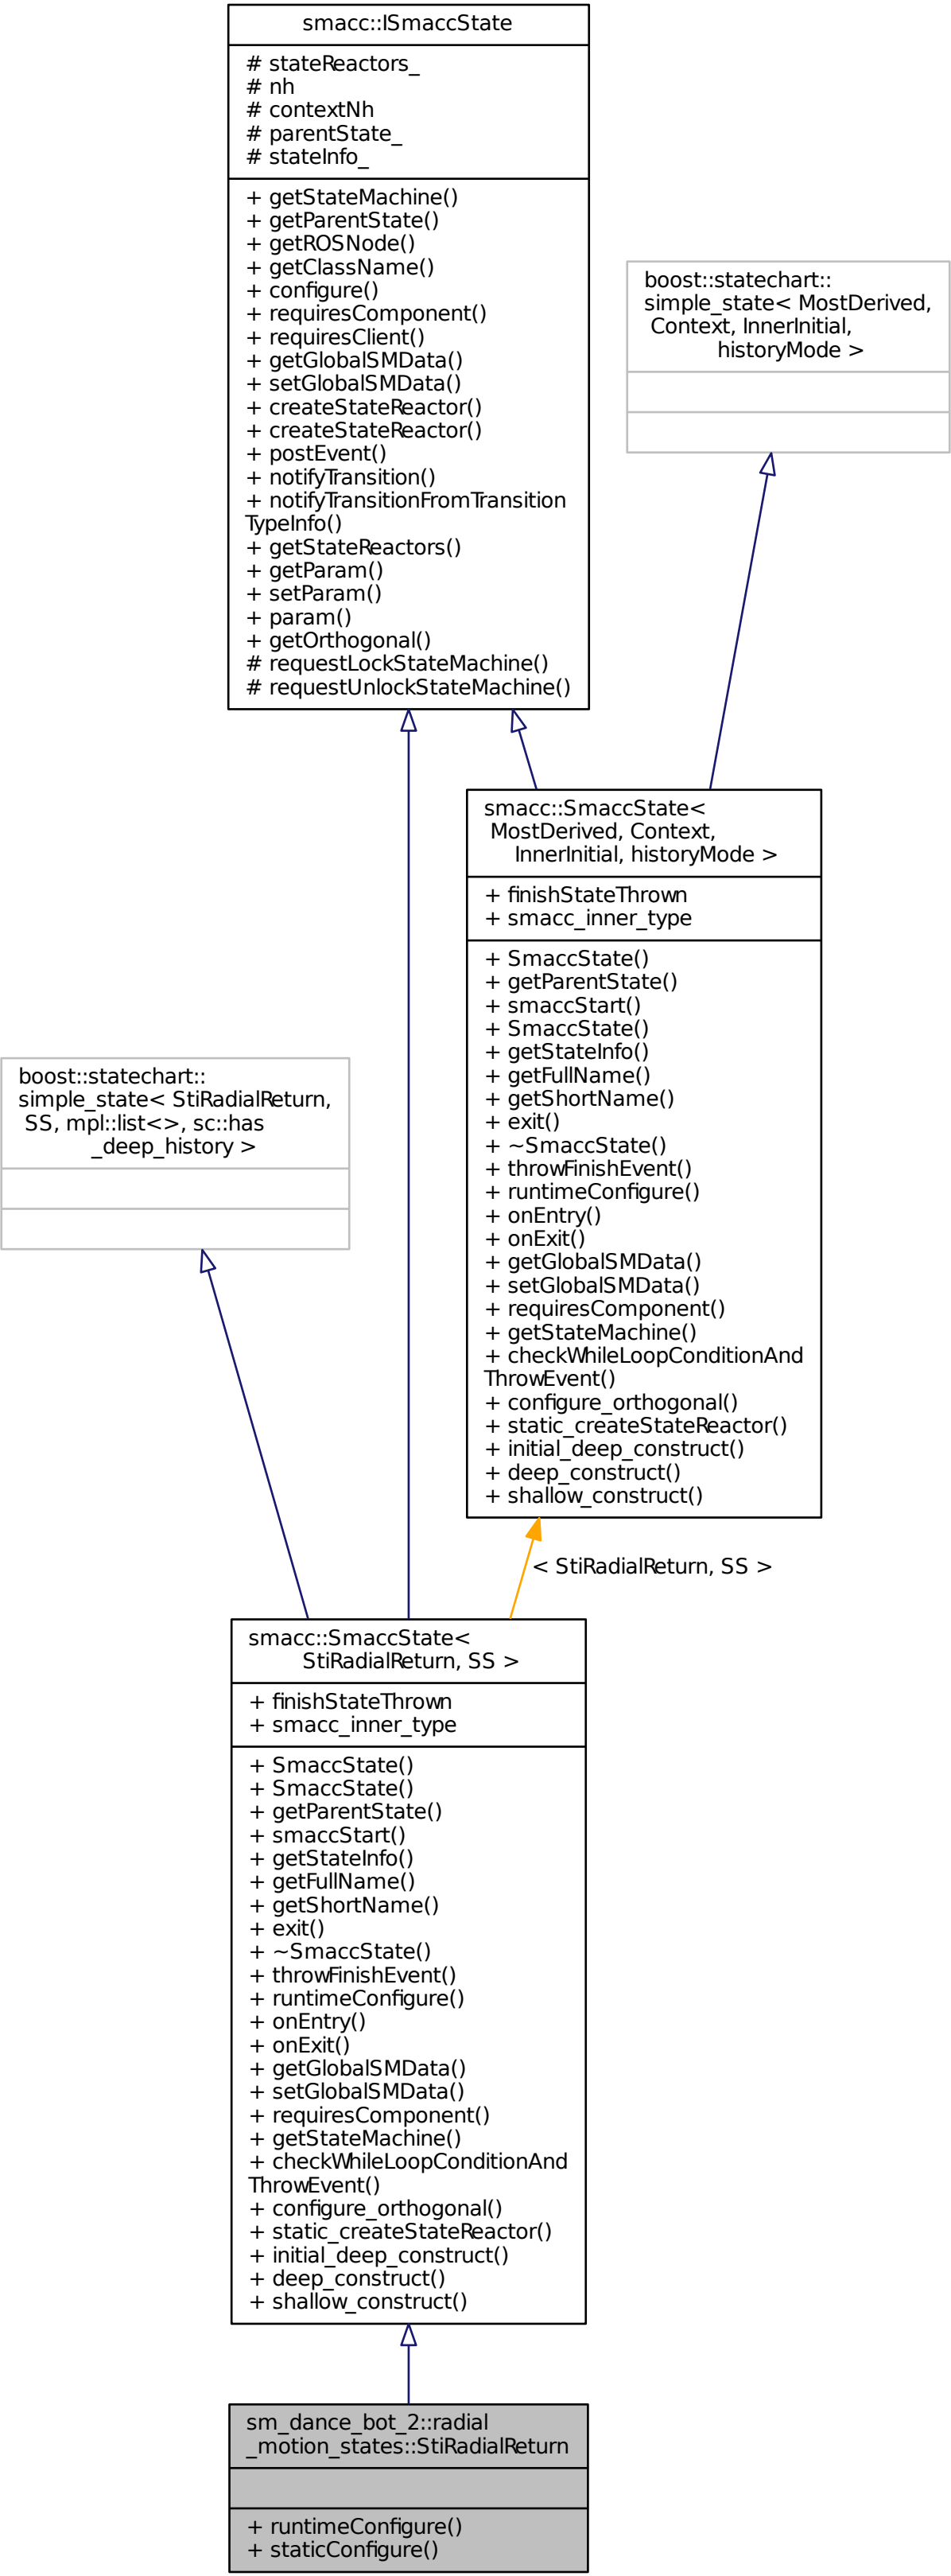 smacc::ISmaccState
# stateReactors_
# nh
# contextNh
# parentState_
# stateInfo_
+ getStateMachine()
+ getParentState()
+ getROSNode()
+ getClassName()
+ configure()
+ requiresComponent()
+ requiresClient()
+ getGlobalSMData()
+ setGlobalSMData()
+ createStateReactor()
+ createStateReactor()
+ postEvent()
+ notifyTransition()
+ notifyTransitionFromTransition
TypeInfo()
+ getStateReactors()
+ getParam()
+ setParam()
+ param()
+ getOrthogonal()
# requestLockStateMachine()
# requestUnlockStateMachine()
boost::statechart::
simple_state< MostDerived,
Context, InnerInitial,
historyMode >
smacc::SmaccState<
MostDerived, Context,
InnerInitial, historyMode >
+ finishStateThrown
+ smacc_inner_type
+ SmaccState()
+ getParentState()
+ smaccStart()
+ SmaccState()
+ getStateInfo()
+ getFullName()
+ getShortName()
+ exit()
+ ~SmaccState()
+ throwFinishEvent()
+ runtimeConfigure()
+ onEntry()
+ onExit()
+ getGlobalSMData()
+ setGlobalSMData()
+ requiresComponent()
+ getStateMachine()
+ checkWhileLoopConditionAnd
ThrowEvent()
+ configure_orthogonal()
+ static_createStateReactor()
+ initial_deep_construct()
+ deep_construct()
+ shallow_construct()
boost::statechart::
simple_state< StiRadialReturn,
SS, mpl::list<>, sc::has
_deep_history >
< StiRadialReturn, SS >
smacc::SmaccState<
StiRadialReturn, SS >
+ finishStateThrown
+ smacc_inner_type
+ SmaccState()
+ SmaccState()
+ getParentState()
+ smaccStart()
+ getStateInfo()
+ getFullName()
+ getShortName()
+ exit()
+ ~SmaccState()
+ throwFinishEvent()
+ runtimeConfigure()
+ onEntry()
+ onExit()
+ getGlobalSMData()
+ setGlobalSMData()
+ requiresComponent()
+ getStateMachine()
+ checkWhileLoopConditionAnd
ThrowEvent()
+ configure_orthogonal()
+ static_createStateReactor()
+ initial_deep_construct()
+ deep_construct()
+ shallow_construct()
sm_dance_bot_2::radial
_motion_states::StiRadialReturn
+ runtimeConfigure()
+ staticConfigure()